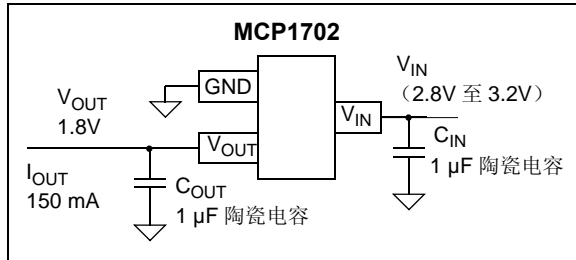 MCP1702
GND
VIN
（2.8V 至 3.2V）
VOUT
1.8V
VIN
VOUT
CIN
1 µF 陶瓷电容
IOUT
150 mA
COUT
1 µF 陶瓷电容